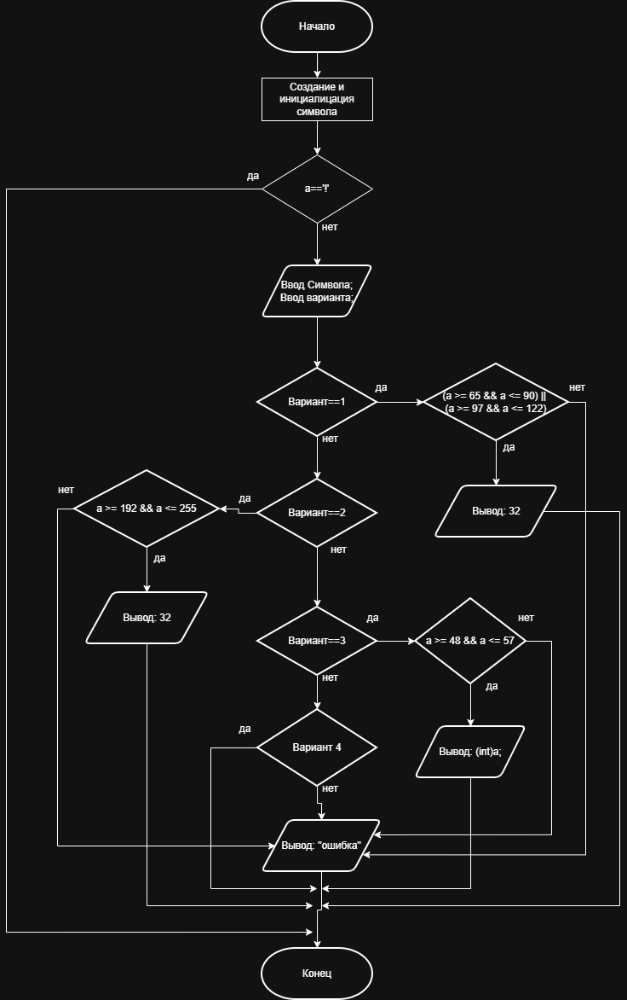 Начало
Создание и
инициалицация
символа
да
a=='!'
нет
Ввод Символа;
Ввод варианта;
Вариант==1
да
(a >= 65 && a <= 90) ||
(a >= 97 && a <= 122)
нет
нет
да
Вывод: 32
нет
a >= 192 && a <= 255
да
Вариант==2
нет
да
Вывод: 32
Вариант==3
да
a >= 48 && a <= 57
нет
нет
да
да
Вариант 4
Вывод: (int)a;
нет
Вывод: "ошибка"
Конец